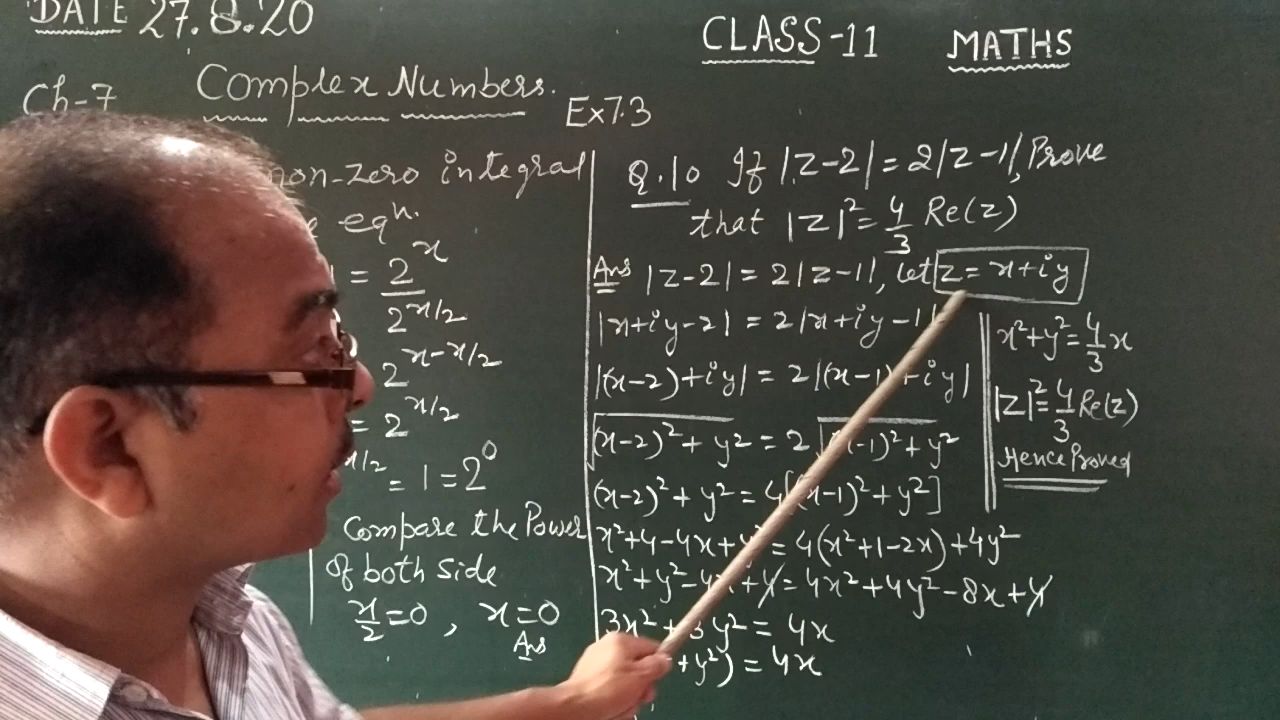 DATE 27.8.20
CLASS-11 MATHS
Ch-7 Complex Numbers.
Ex 7.3
non-zero integral
eqⁿ.
= 2^x / 2^(x/2)
2^(x-x/2)
= 2^(x/2)
x/2 = 1 = 2⁰
Compare the Power
of both side
x/2 = 0 , x = 0
Ans
Q.10 If |z-2| = 2|z-1|, Prove
that |z|² = 4/3 Re(z)
Ans |z-2| = 2|z-1|, let z = x+iy
|x+iy-2| = 2|x+iy-1|
|(x-2)+iy| = 2|(x-1)+iy|
√(x-2)²+y² = 2√(x-1)²+y²
(x-2)²+y² = 4[(x-1)²+y²]
x²+4-4x+y² = 4(x²+1-2x)+4y²
x²+y²-4x+4 = 4x²+4y²-8x+4
3x²+3y² = 4x
+y²) = 4x
x²+y² = 4/3 x
|z|² = 4/3 Re(z)
Hence Proved